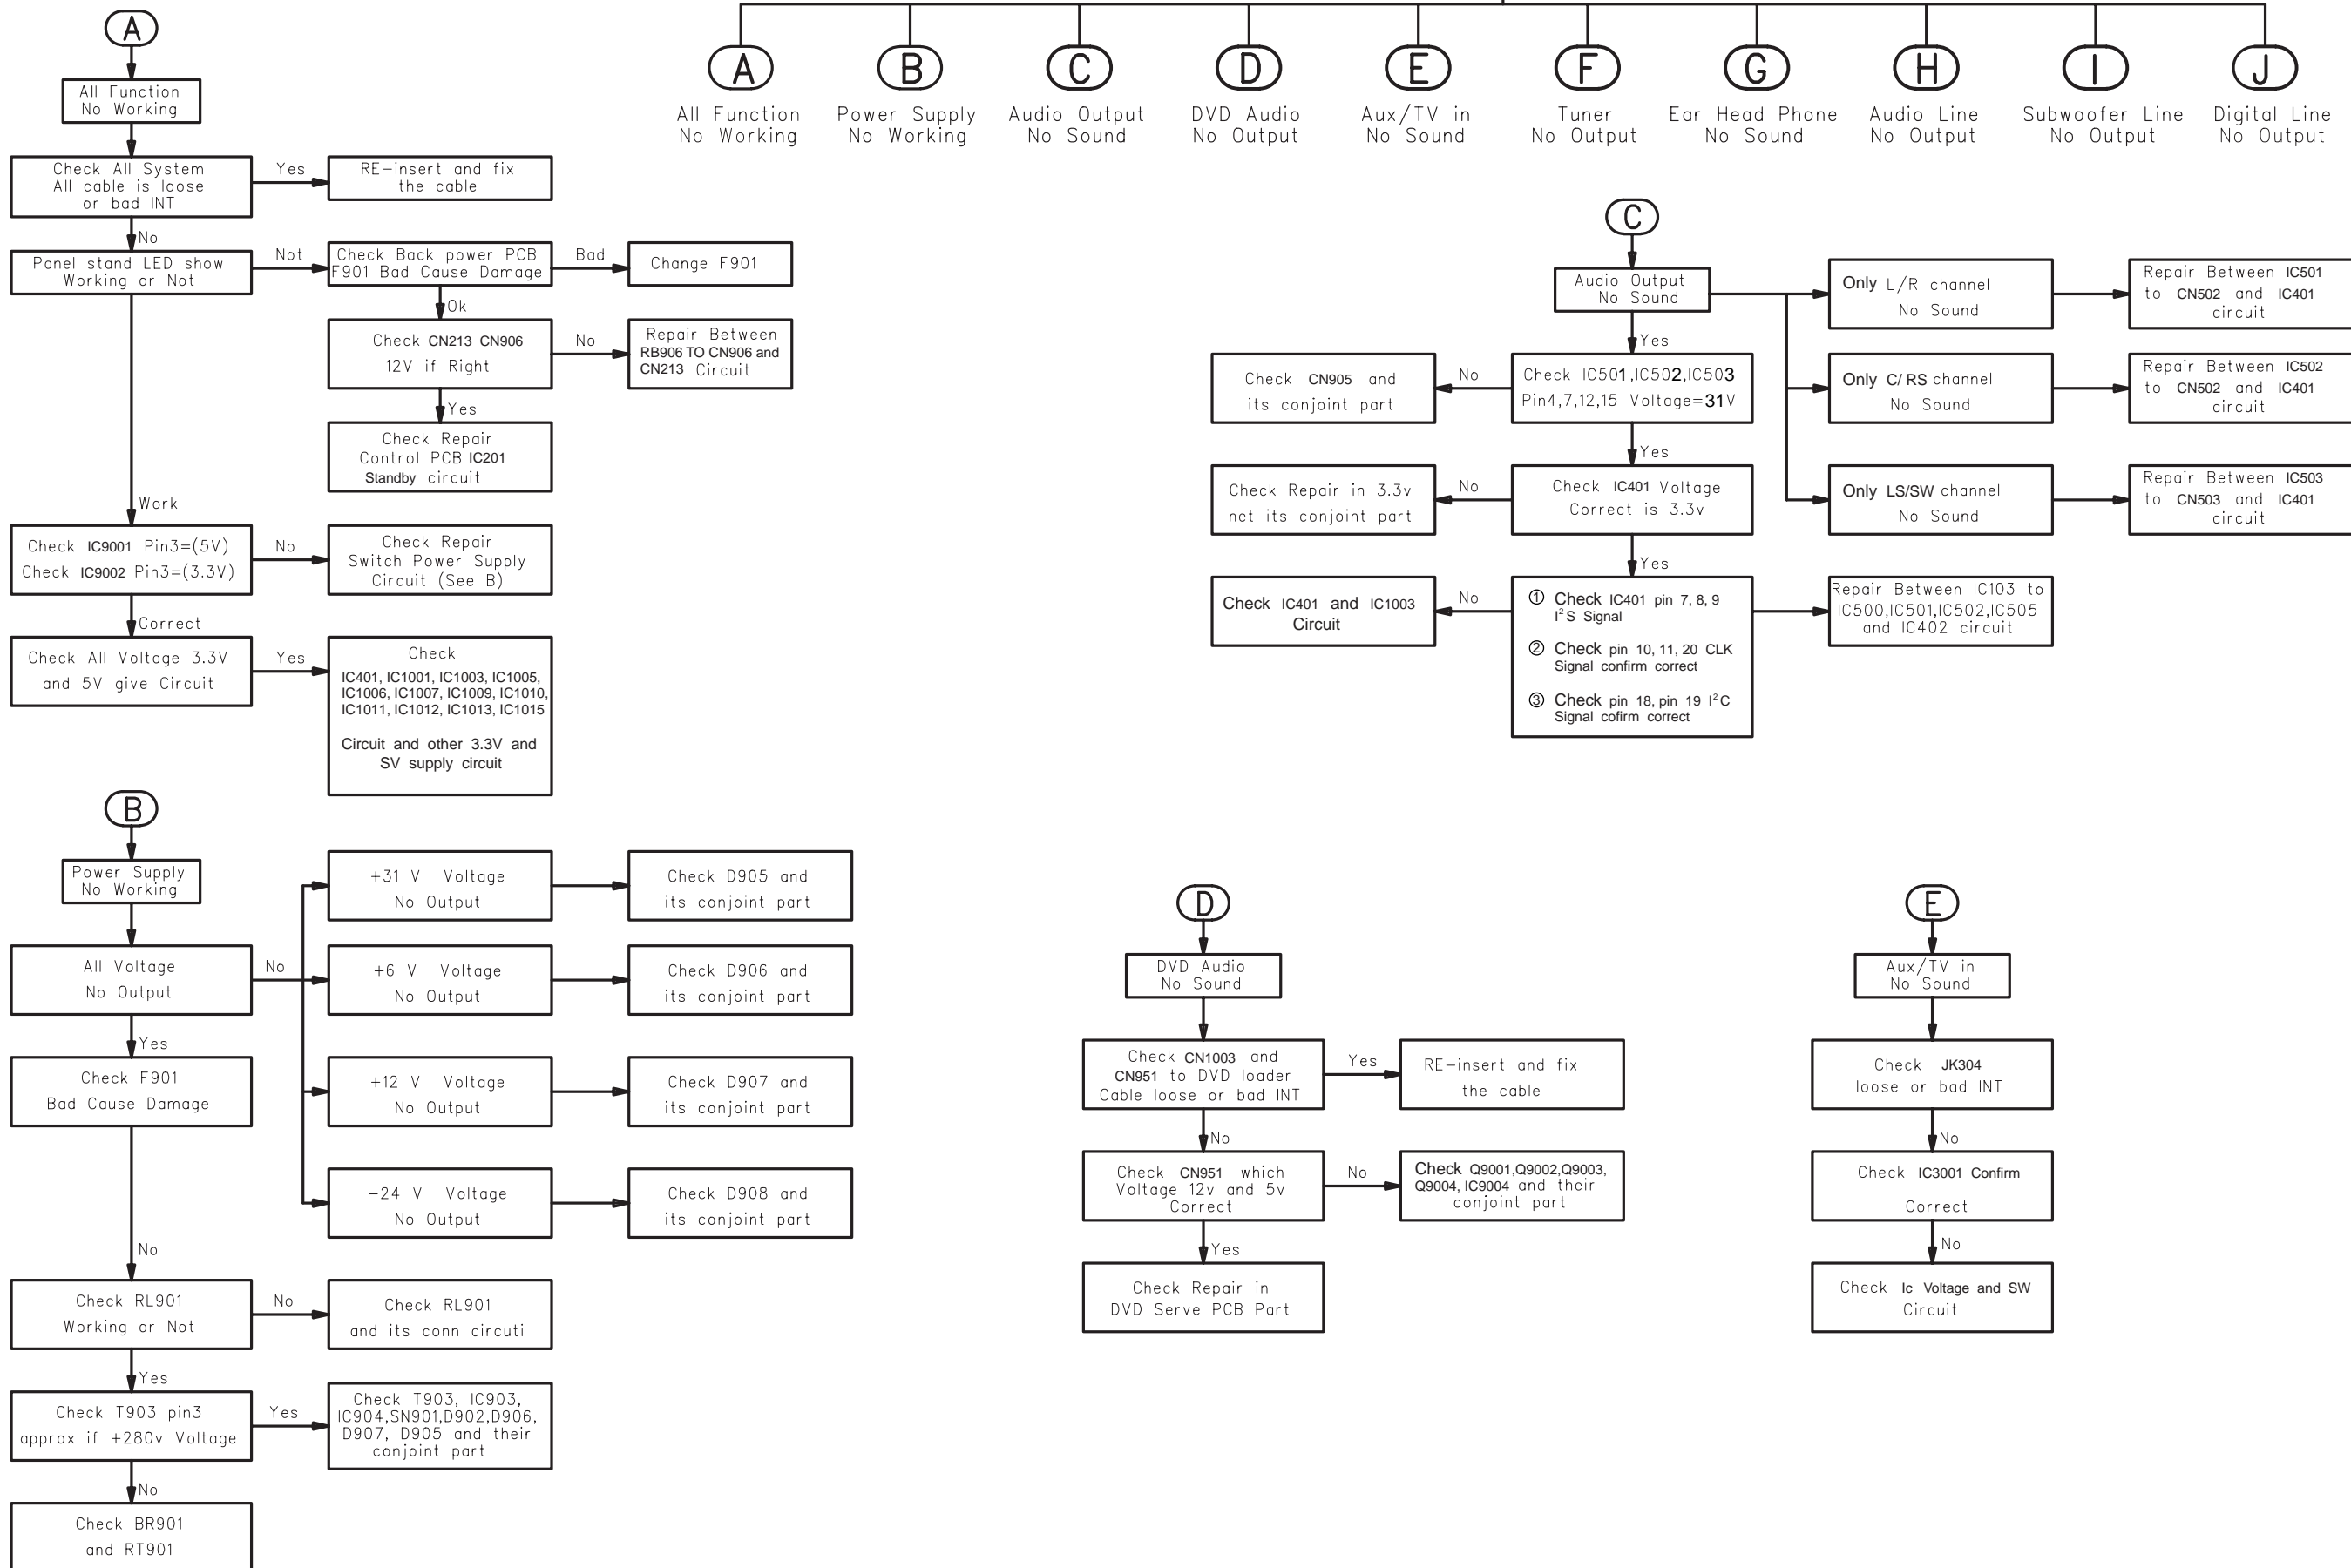 A
B
C
D
E
F
G
H
I
J
All Function
No Working
Power Supply
No Working
Audio Output
No Sound
DVD Audio
No Output
Aux/TV in
No Sound
Tuner
No Output
Ear Head Phone
No Sound
Audio Line
No Output
Subwoofer Line
No Output
Digital Line
No Output
A
All Function
No Working
Check All System
All cable is loose
or bad INT
Yes
RE-insert and fix
the cable
No
Panel stand LED show
Working or Not
Not
Check Back power PCB
F901 Bad Cause Damage
Bad
Change F901
Ok
Check CN213 CN906
12V if Right
No
Repair Between
RB906 TO CN906 and
CN213 Circuit
Yes
Check Repair
Control PCB IC201
Standby circuit
Work
Check IC9001 Pin3=(5V)
Check IC9002 Pin3=(3.3V)
No
Check Repair
Switch Power Supply
Circuit (See B)
Correct
Check All Voltage 3.3V
and 5V give Circuit
Yes
Check
IC401, IC1001, IC1003, IC1005,
IC1006, IC1007, IC1009, IC1010,
IC1011, IC1012, IC1013, IC1015
Circuit and other 3.3V and
SV supply circuit
B
Power Supply
No Working
All Voltage
No Output
No
+31 V Voltage
No Output
Check D905 and
its conjoint part
+6 V Voltage
No Output
Check D906 and
its conjoint part
+12 V Voltage
No Output
Check D907 and
its conjoint part
-24 V Voltage
No Output
Check D908 and
its conjoint part
Yes
Check F901
Bad Cause Damage
No
Check RL901
Working or Not
No
Check RL901
and its conn circuti
Yes
Check T903 pin3
approx if +280v Voltage
Yes
Check T903, IC903,
IC904,SN901,D902,D906,
D907, D905 and their
conjoint part
No
Check BR901
and RT901
C
Audio Output
No Sound
Only L/R channel
No Sound
Repair Between IC501
to CN502 and IC401
circuit
Only C/RS channel
No Sound
Repair Between IC502
to CN502 and IC401
circuit
Only LS/SW channel
No Sound
Repair Between IC503
to CN503 and IC401
circuit
Yes
Check IC501,IC502,IC503
Pin4,7,12,15 Voltage=31V
No
Check CN905 and
its conjoint part
Yes
Check IC401 Voltage
Correct is 3.3v
No
Check Repair in 3.3v
net its conjoint part
Yes
① Check IC401 pin 7, 8, 9
I²S Signal
② Check pin 10, 11, 20 CLK
Signal confirm correct
③ Check pin 18, pin 19 I²C
Signal cofirm correct
No
Check IC401 and IC1003
Circuit
Repair Between IC103 to
IC500,IC501,IC502,IC505
and IC402 circuit
D
DVD Audio
No Sound
Check CN1003 and
CN951 to DVD loader
Cable loose or bad INT
Yes
RE-insert and fix
the cable
No
Check CN951 which
Voltage 12v and 5v
Correct
No
Check Q9001,Q9002,Q9003,
Q9004, IC9004 and their
conjoint part
Yes
Check Repair in
DVD Serve PCB Part
E
Aux/TV in
No Sound
Check JK304
loose or bad INT
No
Check IC3001 Confirm
Correct
No
Check Ic Voltage and SW
Circuit